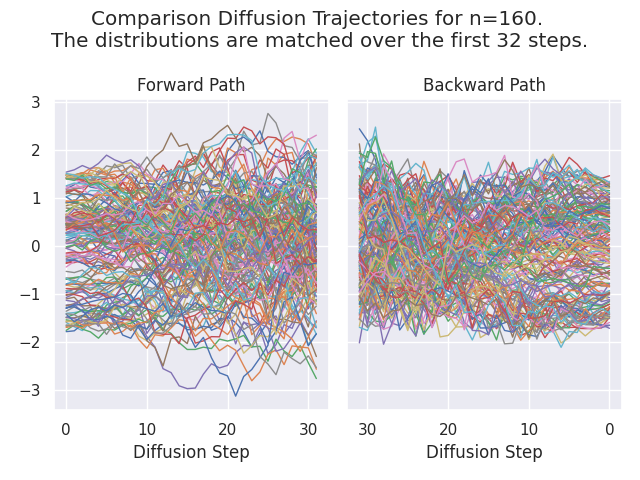 Comparison Diffusion Trajectories for n=160.
The distributions are matched over the first 32 steps.
Forward Path
Backward Path
3
2
1
0
−1
−2
−3
0 10 20 30
30 20 10 0
Diffusion Step
Diffusion Step